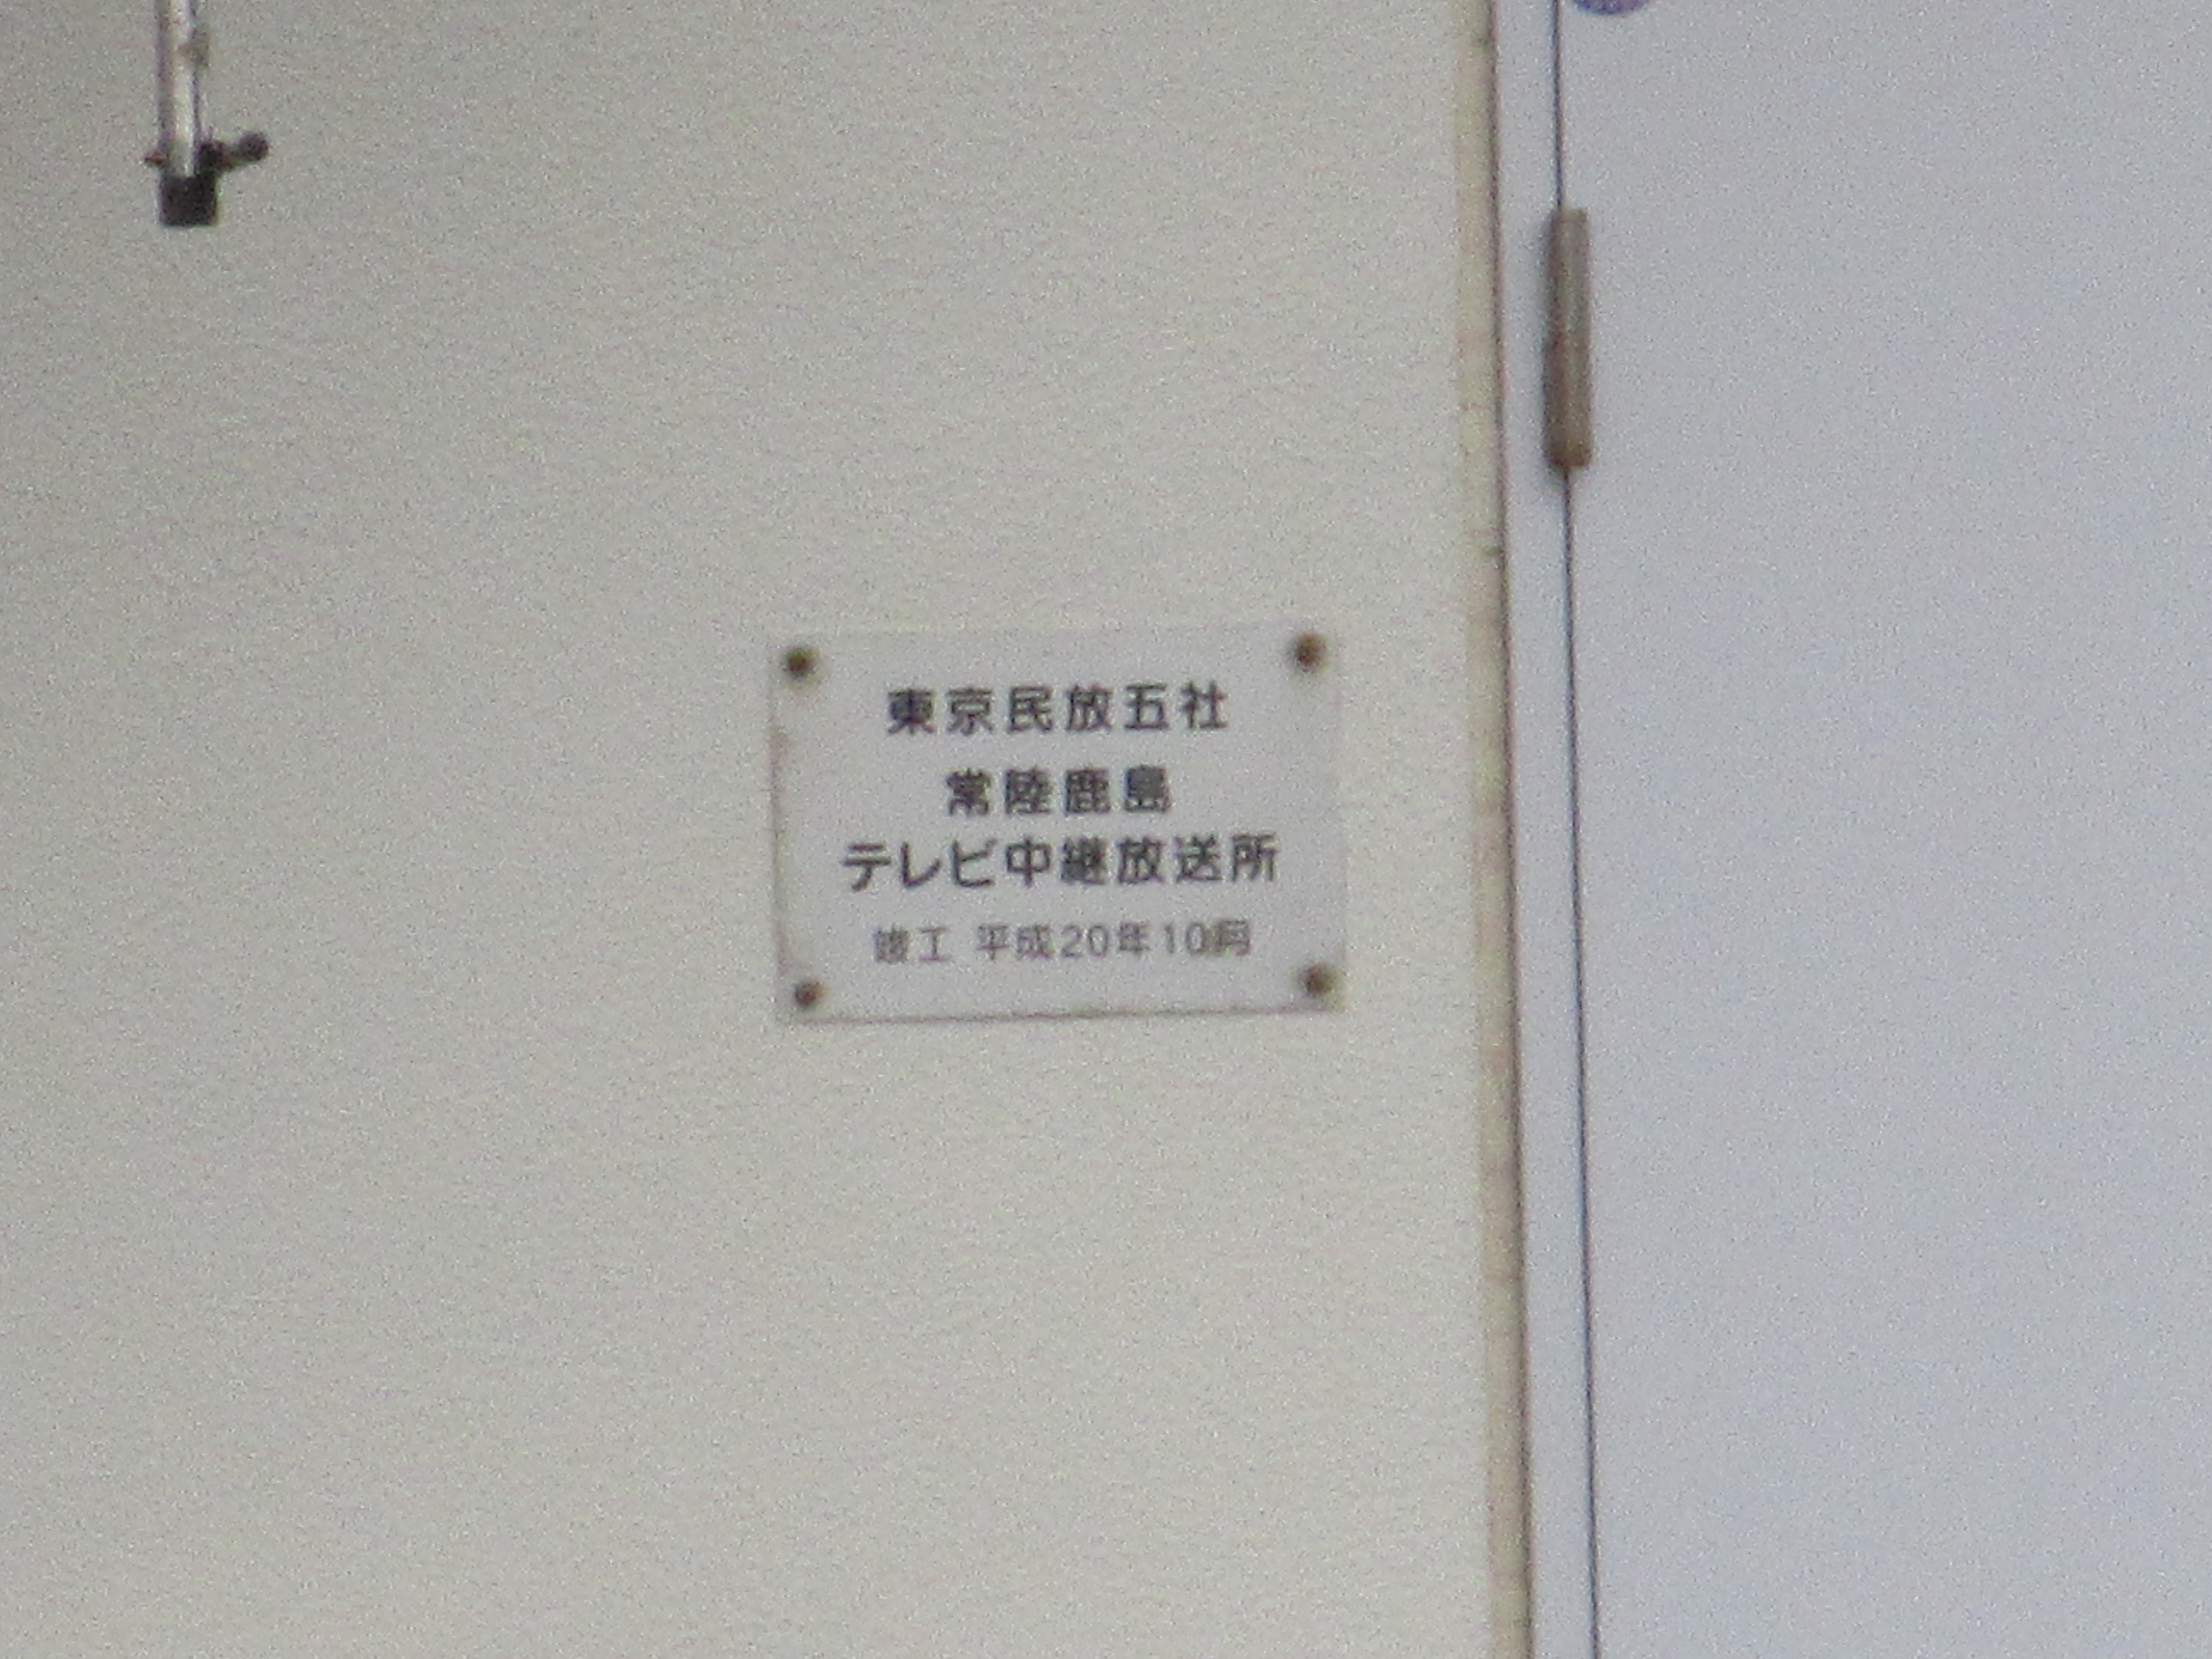 東京民放五社
常陸鹿島
テレビ中継放送所
竣工 平成20年10月